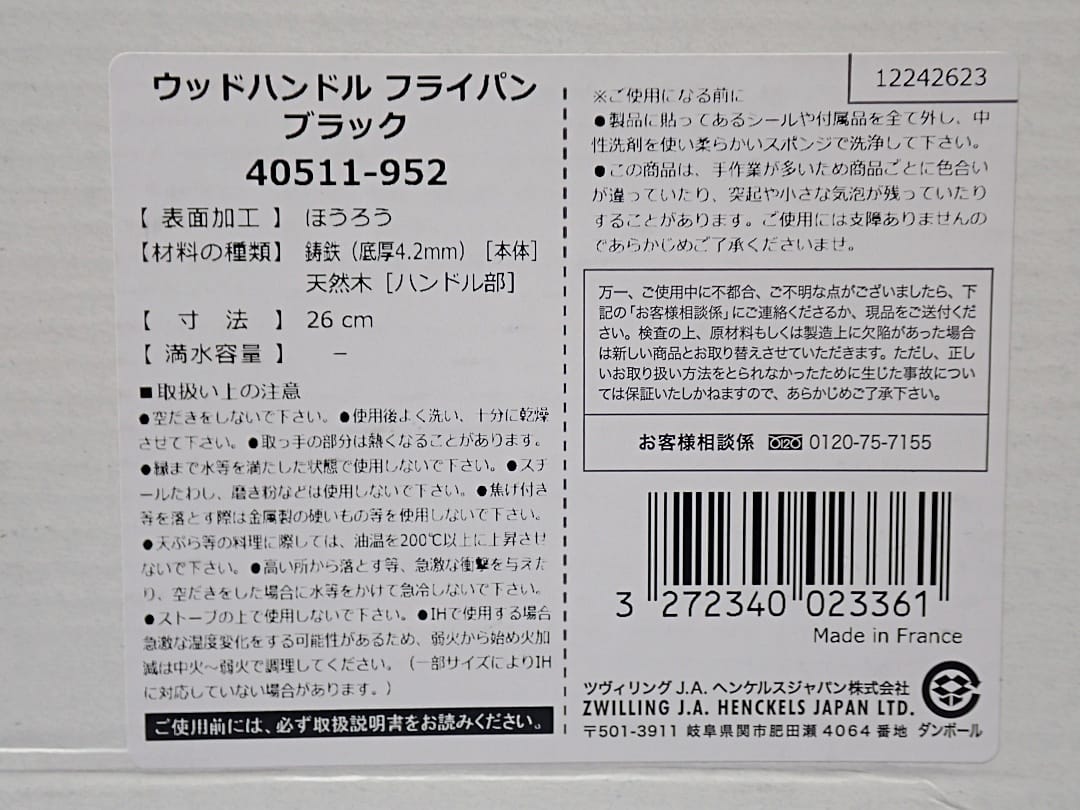 ウッドハンドル フライパン
ブラック
40511-952
【 表面加工 】 ほうろう
【材料の種類】 鋳鉄（底厚4.2mm）［本体］
天然木［ハンドル部］
【 寸 法 】 26 cm
【 満水容量 】 －
■取扱い上の注意
●空だきをしないで下さい。●使用後よく洗い、十分に乾燥
させて下さい。●取っ手の部分は熱くなることがあります。
●縁まで水等を満たした状態で使用しないで下さい。●スチ
ールたわし、磨き粉などは使用しないで下さい。●焦げ付き
等を落とす際は金属製の硬いもの等を使用しないで下さい。
●天ぷら等の料理に際しては、油温を200℃以上に上昇させ
ないで下さい。●高い所から落とす等、急激な衝撃を与えた
り、空だきをした場合に水等をかけて急冷しないで下さい。
●ストーブの上で使用しないで下さい。●IHで使用する場合
急激な温度変化をする可能性があるため、弱火から始め火加
減は中火～弱火で調理してください。（一部サイズによりIH
に対応していない場合があります。）
ご使用前には、必ず取扱説明書をお読みください。
12242623
※ご使用になる前に
●製品に貼ってあるシールや付属品を全て外し、中
性洗剤を使い柔らかいスポンジで洗浄して下さい。
●この商品は、手作業が多いため商品ごとに色合い
が違っていたり、突起や小さな気泡が残っていたり
することがあります。ご使用には支障ありませんの
であらかじめご了承くださいませ。
万一、ご使用中に不都合、ご不明な点がございましたら、下
記の「お客様相談係」にご連絡くださるか、現品をご送付くだ
さい。検査の上、原材料もしくは製造上に欠陥があった場合
は新しい商品とお取り替えさせていただきます。ただし、正し
いお取り扱い方法をとられなかったために生じた事故につい
ては保証いたしかねますので、あらかじめご了承下さい。
お客様相談係 0120-75-7155
3 272340 023361
Made in France
ツヴィリング J.A. ヘンケルスジャパン株式会社
ZWILLING J.A. HENCKELS JAPAN LTD.
〒501-3911 岐阜県関市肥田瀬 4064 番地
ダンボール